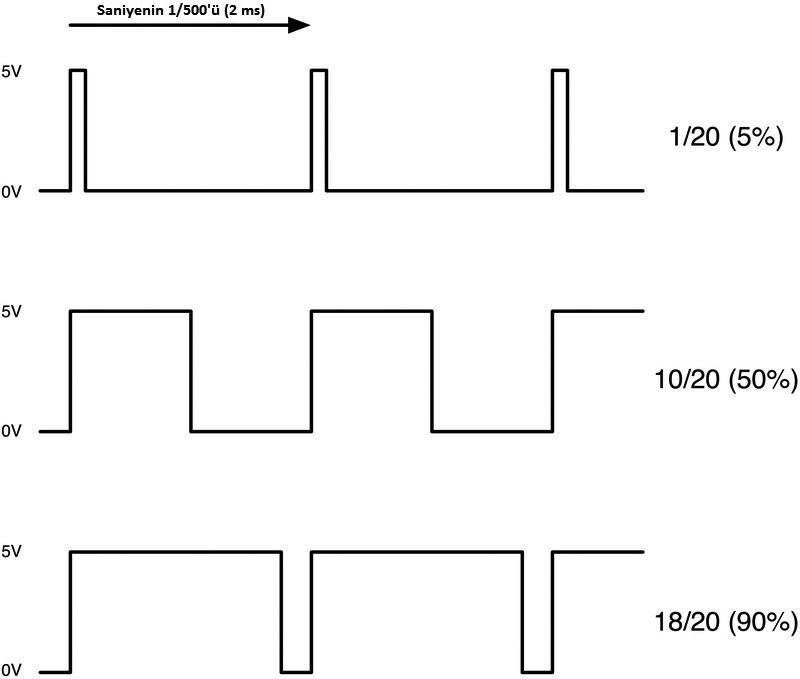 Saniyenin 1/500'ü (2 ms)
5V
0V
1/20 (5%)
5V
0V
10/20 (50%)
5V
0V
18/20 (90%)